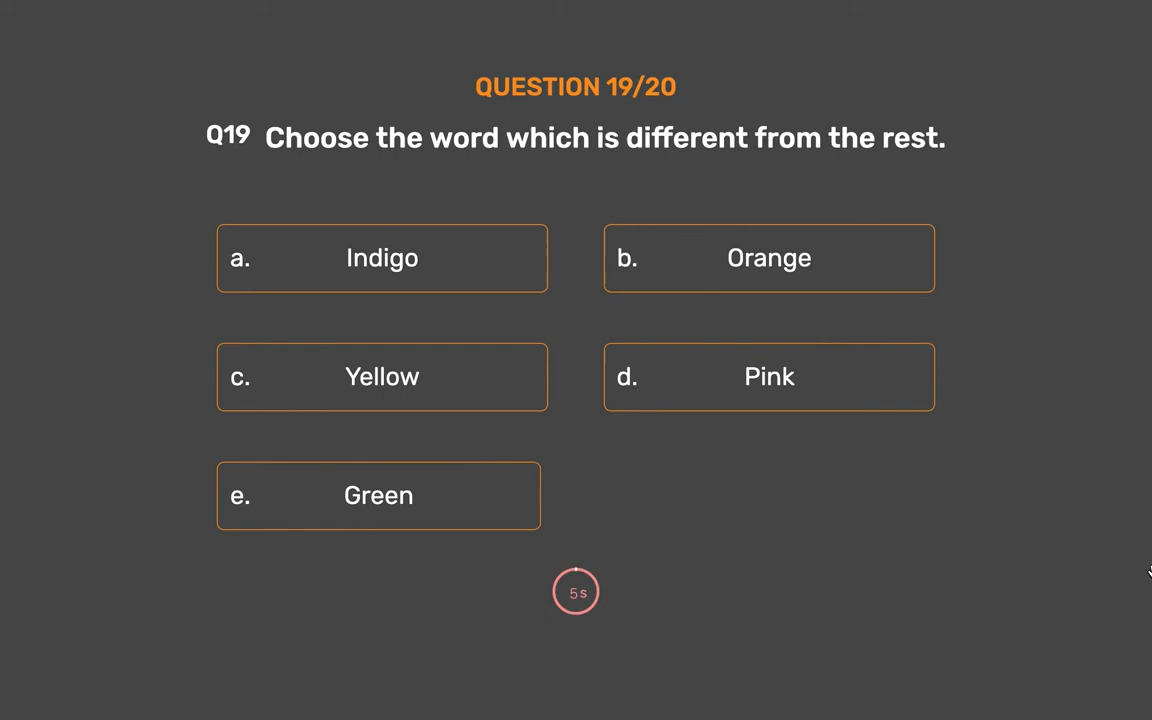 QUESTION 19/20
Q19 Choose the word which is different from the rest.
a. Indigo
b. Orange
c. Yellow
d. Pink
e. Green
5s